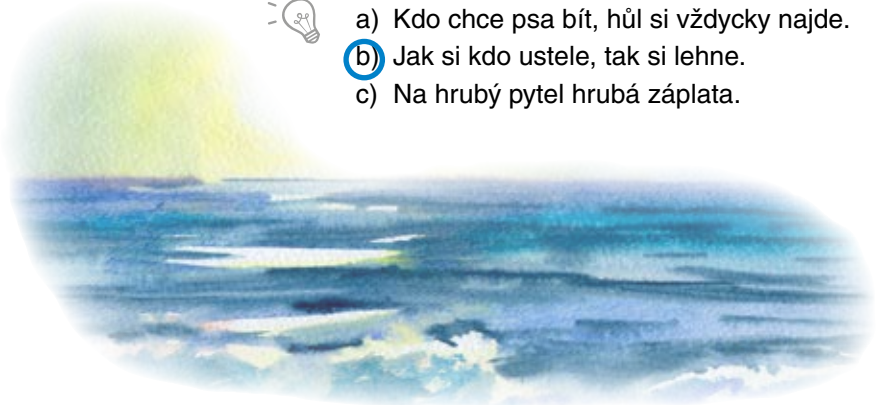 a) Kdo chce psa bít, hůl si vždycky najde.
b) Jak si kdo ustele, tak si lehne.
c) Na hrubý pytel hrubá záplata.